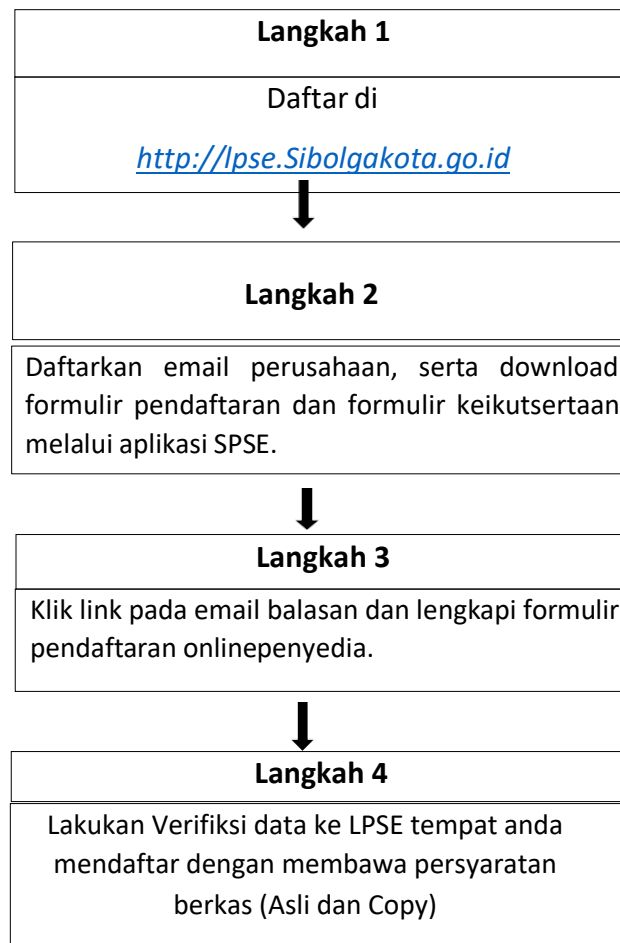 Langkah 1
Daftar di
http://lpse.Sibolgakota.go.id
Langkah 2
Daftarkan email perusahaan, serta download
formulir pendaftaran dan formulir keikutsertaan
melalui aplikasi SPSE.
Langkah 3
Klik link pada email balasan dan lengkapi formulir
pendaftaran onlinepenyedia.
Langkah 4
Lakukan Verifiksi data ke LPSE tempat anda
mendaftar dengan membawa persyaratan
berkas (Asli dan Copy)